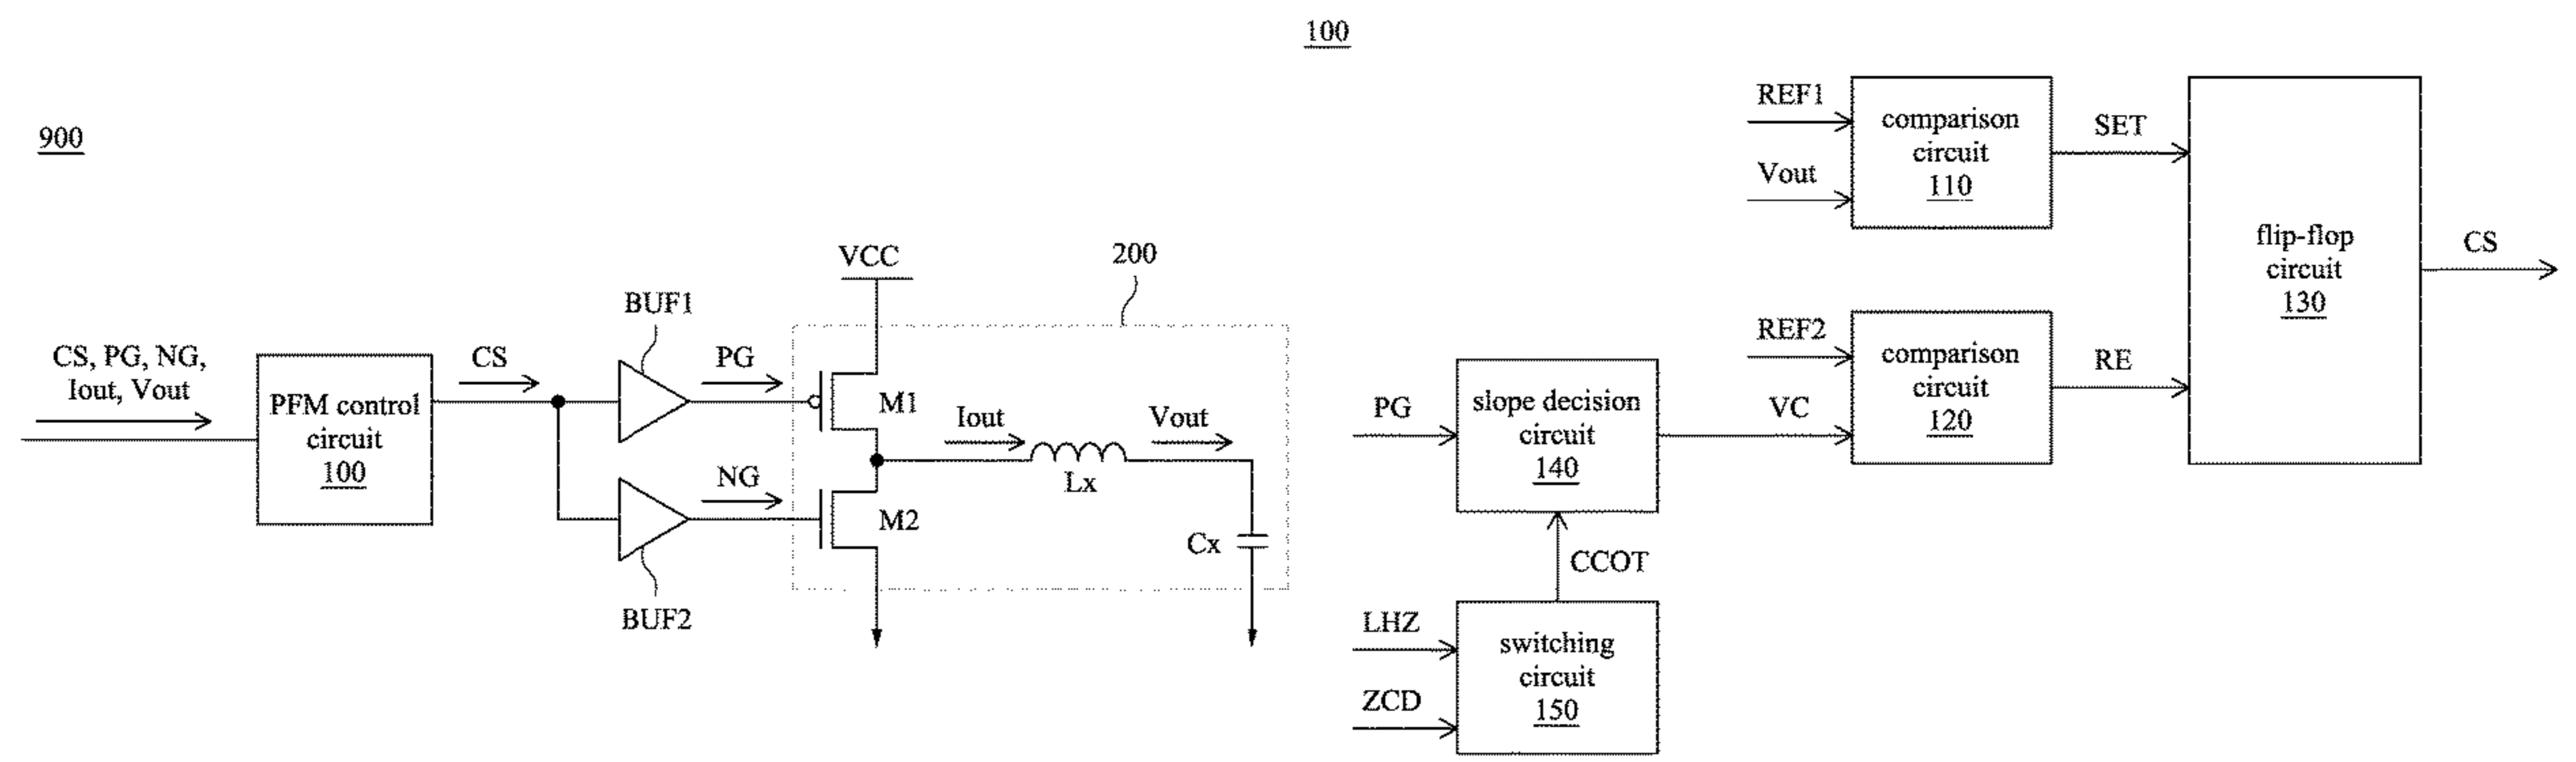 900
CS, PG, NG,
Iout, Vout
PFM control
circuit
100
CS
BUF1
BUF2
PG
NG
VCC
200
M1
M2
Iout
Vout
Lx
Cx
100
REF1
Vout
comparison
circuit
110
SET
REF2
VC
comparison
circuit
120
RE
flip-flop
circuit
130
CS
PG
slope decision
circuit
140
CCOT
LHZ
ZCD
switching
circuit
150